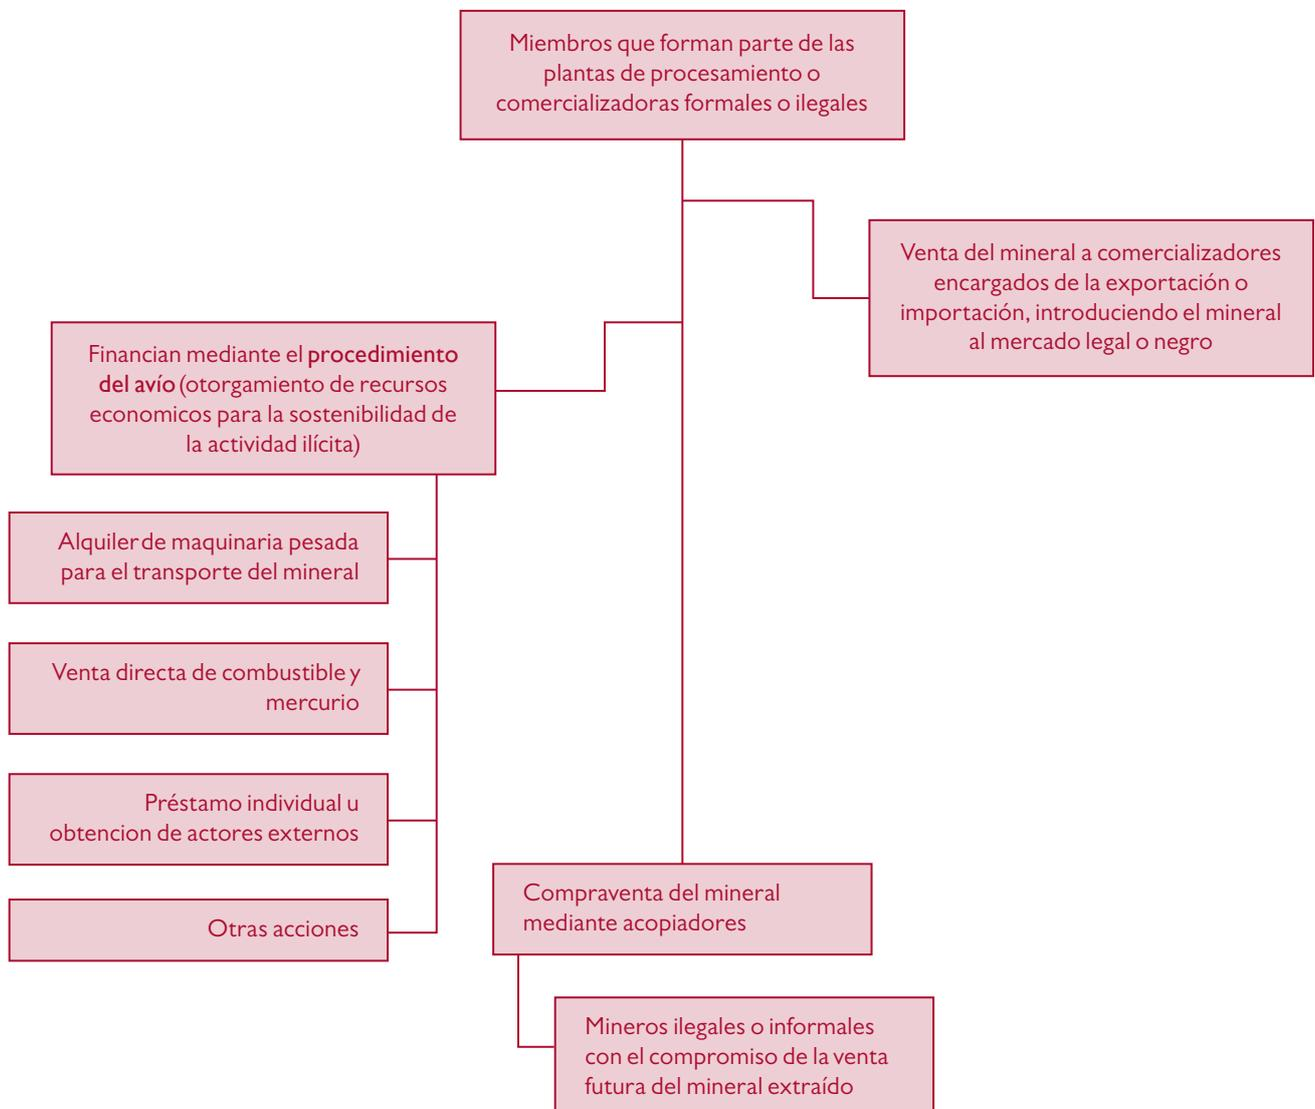 Miembros que forman parte de las
plantas de procesamiento o
comercializadoras formales o ilegales
Venta del mineral a comercializadores
encargados de la exportación o
importación, introduciendo el mineral
al mercado legal o negro
Financian mediante el procedimiento
del avío (otorgamiento de recursos
economicos para la sostenibilidad de
la actividad ilícita)
Alquiler de maquinaria pesada
para el transporte del mineral
Venta directa de combustible y
mercurio
Préstamo individual u
obtencion de actores externos
Otras acciones
Compraventa del mineral
mediante acopiadores
Mineros ilegales o informales
con el compromiso de la venta
futura del mineral extraído